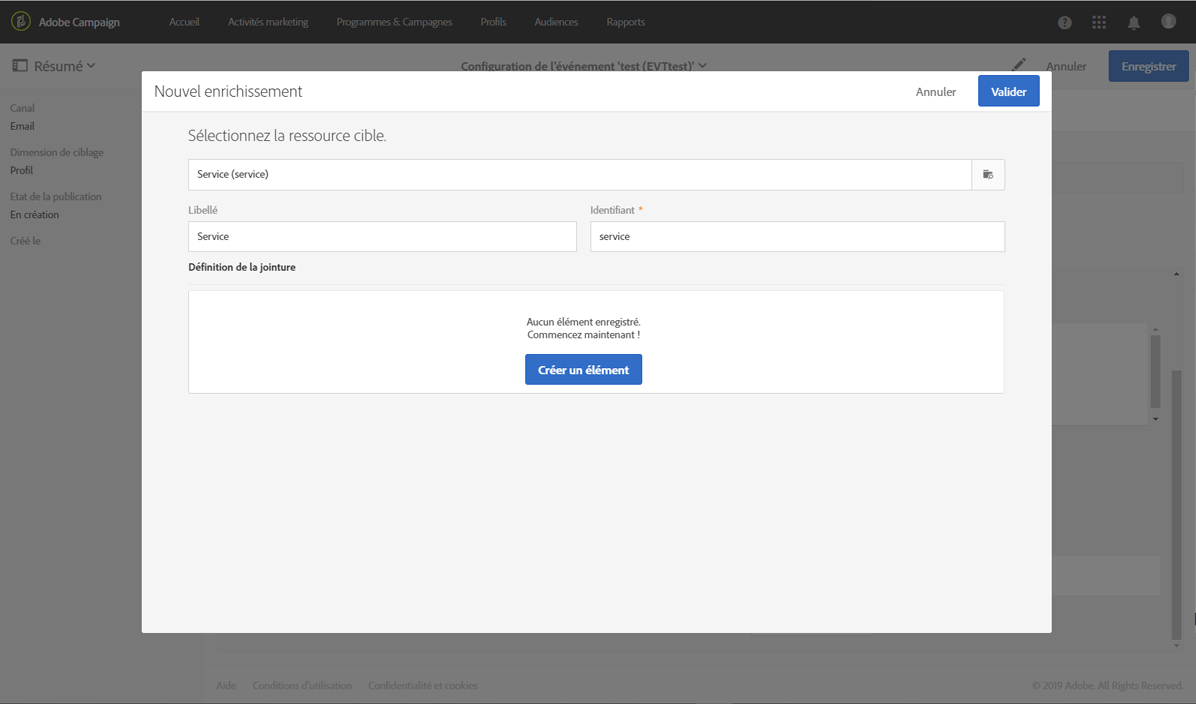 Adobe Campaign
Accueil
Activités marketing
Programmes & Campagnes
Profils
Audiences
Rapports
Résumé
Configuration de l'événement 'test (EVTtest)'
Annuler
Enregistrer
Canal
Email
Dimension de ciblage
Profil
Etat de la publication
En création
Créé le
Nouvel enrichissement
Annuler
Valider
Sélectionnez la ressource cible.
Service (service)
Libellé
Identifiant *
Service
service
Définition de la jointure
Aucun élément enregistré.
Commencez maintenant !
Créer un élément
Aide
Conditions d'utilisation
Confidentialité et cookies
© 2019 Adobe. All Rights Reserved.